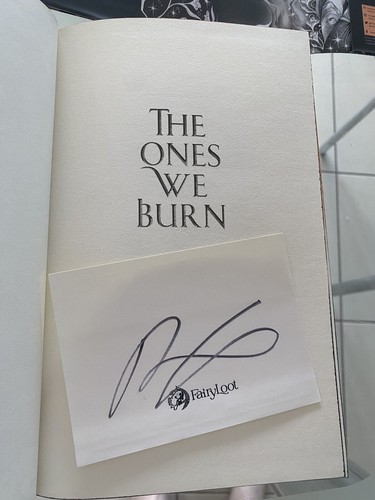 THE
ONES
WE
BURN
FairyLoot